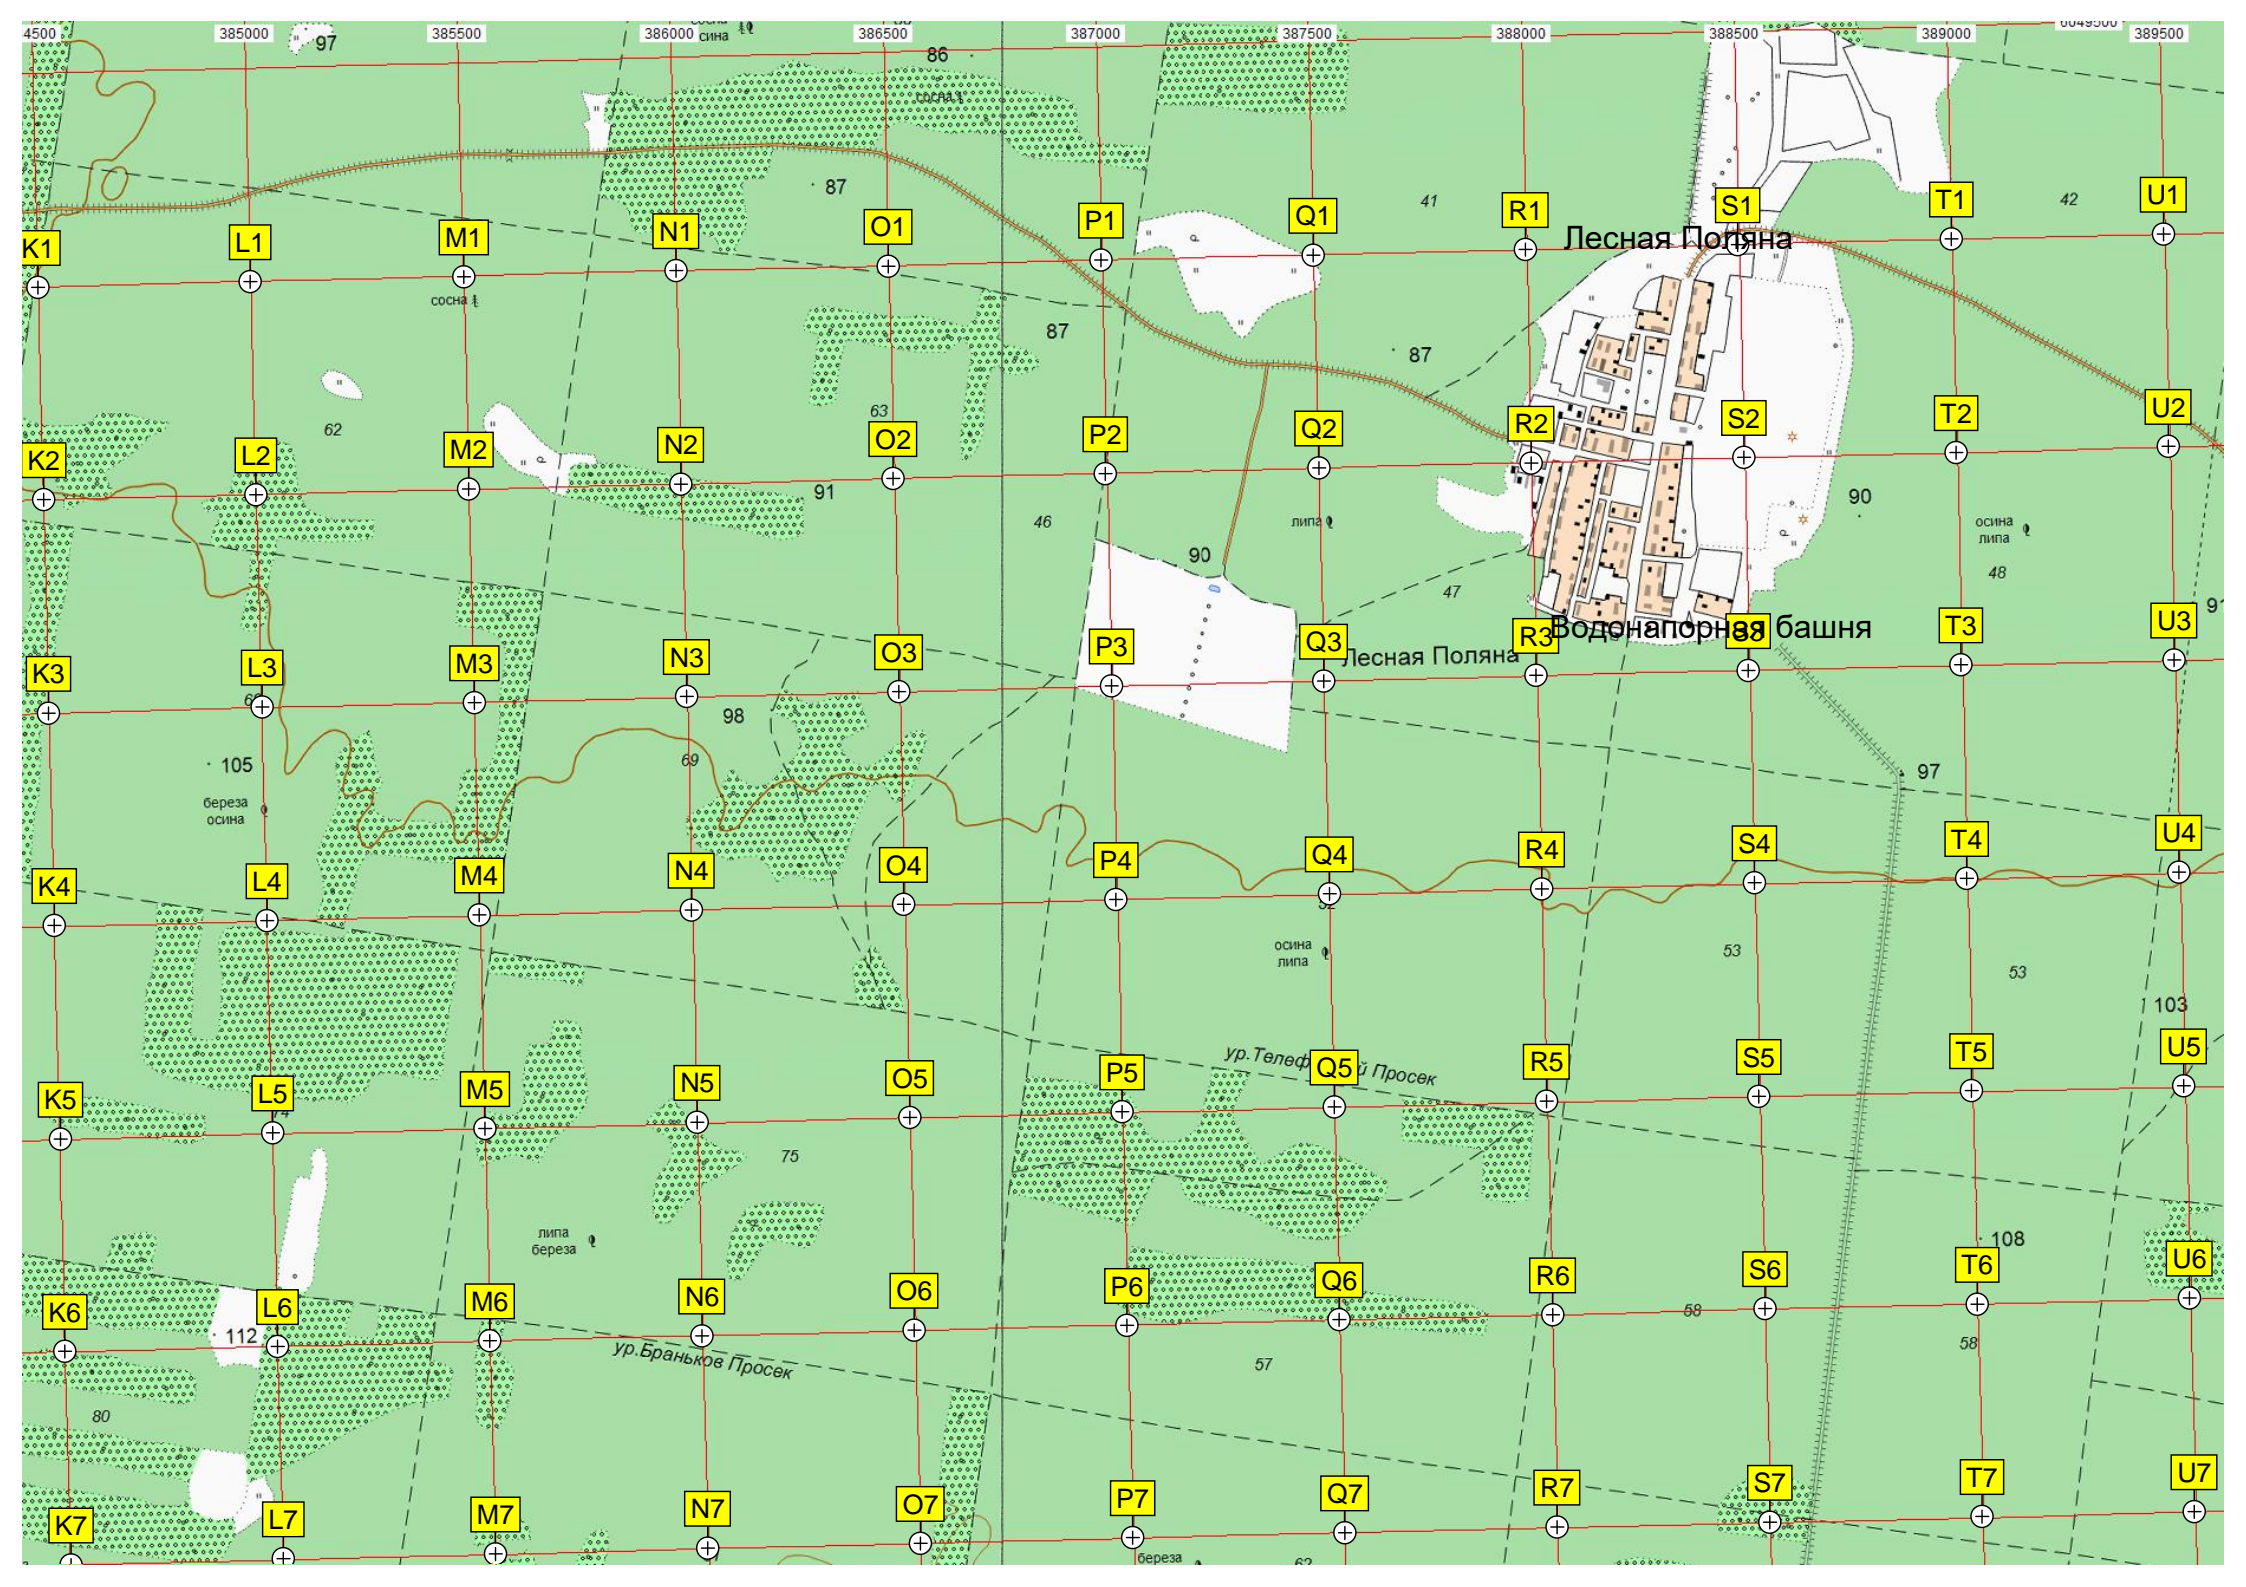 4500 385000 385500 386000 386500 387000 387500 388000 388500 389000 389500
6049500
сина
97
86
сосна
87
41
42
K1 L1 M1 N1 O1 P1 Q1 R1 S1 T1 U1
Лесная Поляна
сосна
87
87
62
63
K2 L2 M2 N2 O2 P2 Q2 R2 S2 T2 U2
91
46
липа
90
осина
липа
90
47
48
91
Водонапорная башня
Лесная Поляна
K3 L3 M3 N3 O3 P3 Q3 R3 S3 T3 U3
98
69
105
97
береза
осина
K4 L4 M4 N4 O4 P4 Q4 R4 S4 T4 U4
осина
липа
53
53
103
ур.Телеф й Просек
K5 L5 M5 N5 O5 P5 Q5 R5 S5 T5 U5
75
липа
береза
108
K6 L6 M6 N6 O6 P6 Q6 R6 S6 T6 U6
112
58
58
ур.Браньков Просек
57
80
K7 L7 M7 N7 O7 P7 Q7 R7 S7 T7 U7
береза
62